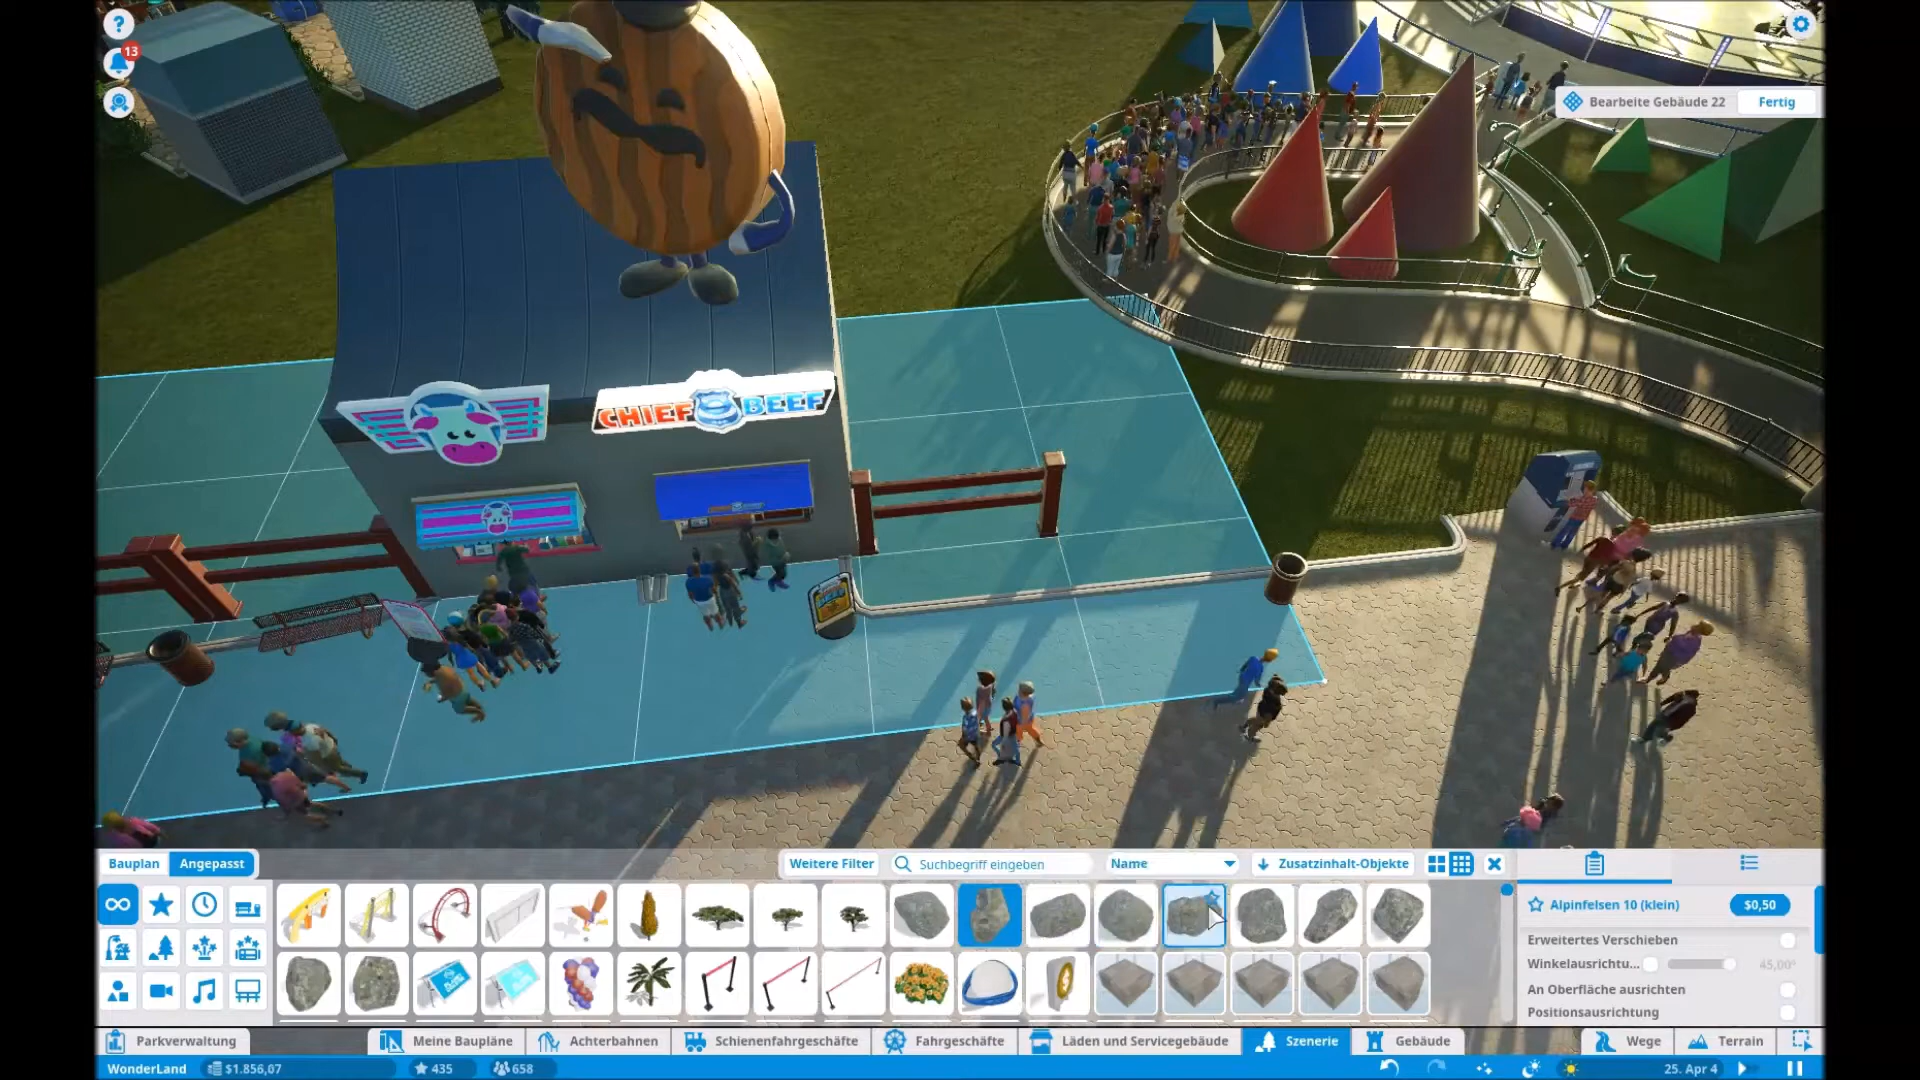 ?
13
Bearbeite Gebäude 22
Fertig
CHIEF BEEF
BEEF
Bauplan
Angepasst
Weitere Filter
Suchbegriff eingeben
Name
Zusatzinhalt-Objekte
Alpinfelsen 10 (klein)
$0,50
Erweitertes Verschieben
Winkelausrichtu...
45,00°
An Oberfläche ausrichten
Positionsausrichtung
Parkverwaltung
Meine Baupläne
Achterbahnen
Schienenfahrgeschäfte
Fahrgeschäfte
Läden und Servicegebäude
Szenerie
Gebäude
Wege
Terrain
WonderLand
$1.856,07
435
658
25. Apr 4